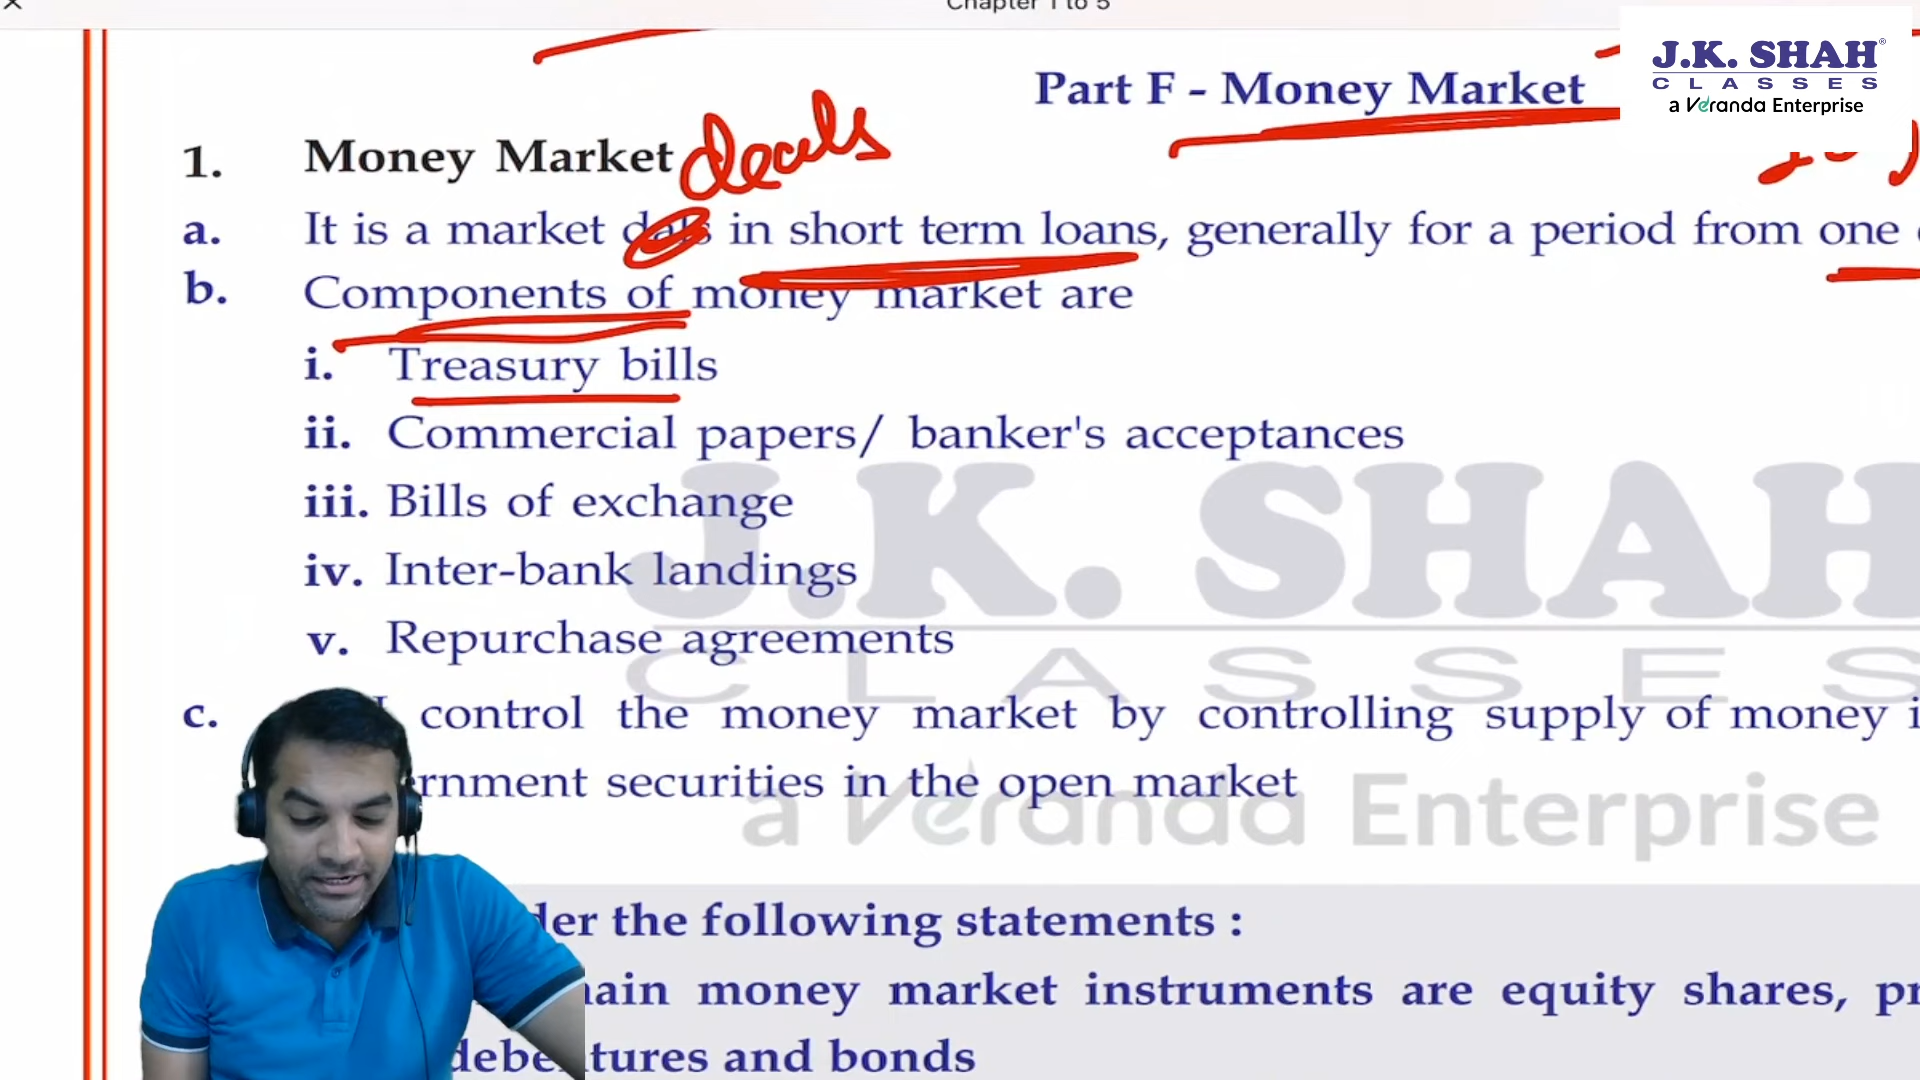 Chapter 1 to 5
J.K. SHAH®
CLASSES
a Veranda Enterprise
Part F - Money Market
1. Money Market deals
a. It is a market dals in short term loans, generally for a period from one
b. Components of money market are
i. Treasury bills
ii. Commercial papers/ banker's acceptances
iii. Bills of exchange
iv. Inter-bank landings
v. Repurchase agreements
J.K. SHAH
CLASSES
c. control the money market by controlling supply of money
rnment securities in the open market
a Veranda Enterprise
der the following statements :
ain money market instruments are equity shares,
debentures and bonds